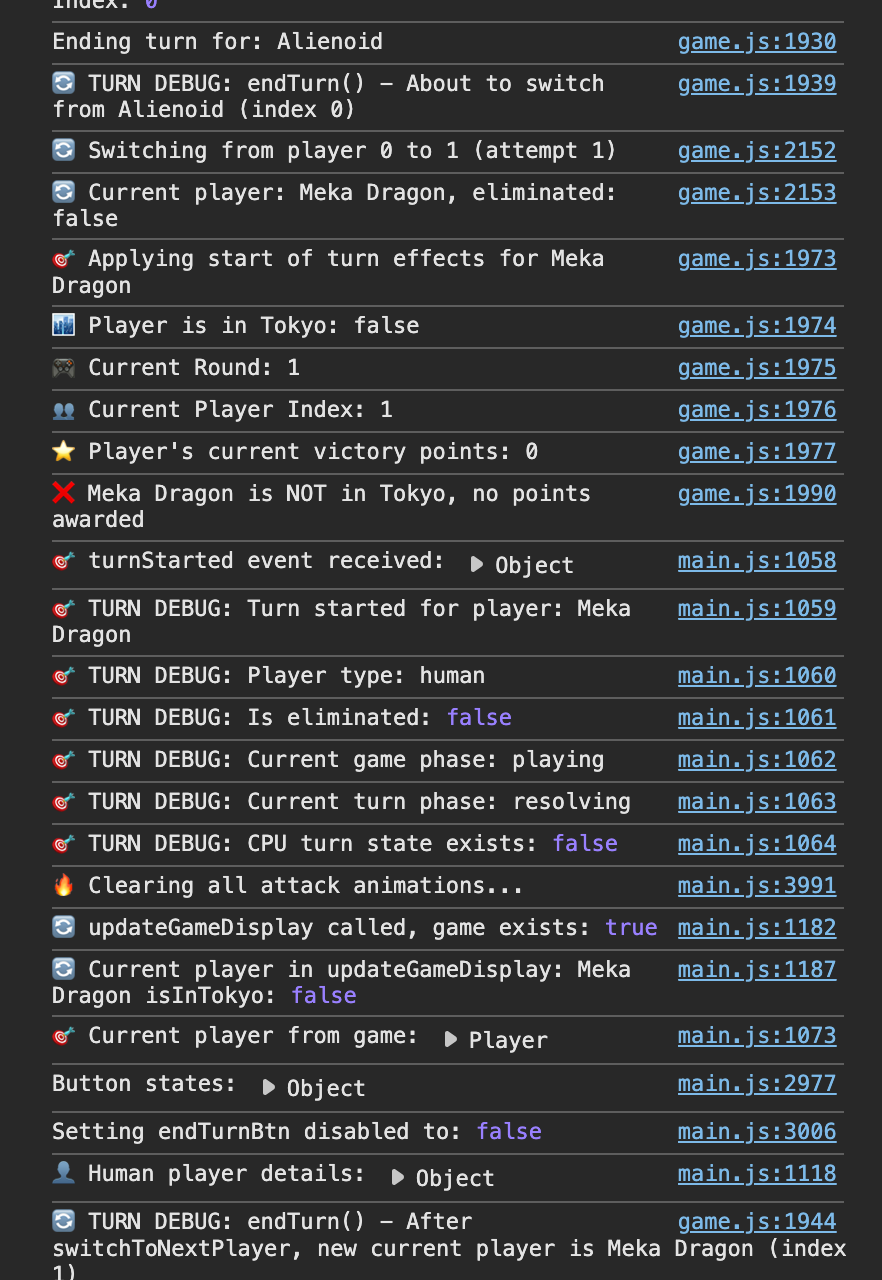 Index: 0
Ending turn for: Alienoid game.js:1930
🔄 TURN DEBUG: endTurn() – About to switch game.js:1939
from Alienoid (index 0)
🔄 Switching from player 0 to 1 (attempt 1) game.js:2152
🔄 Current player: Meka Dragon, eliminated: game.js:2153
false
🎯 Applying start of turn effects for Meka game.js:1973
Dragon
🏙️ Player is in Tokyo: false game.js:1974
🎮 Current Round: 1 game.js:1975
👥 Current Player Index: 1 game.js:1976
⭐ Player's current victory points: 0 game.js:1977
❌ Meka Dragon is NOT in Tokyo, no points game.js:1990
awarded
🎯 turnStarted event received: ▶ Object main.js:1058
🎯 TURN DEBUG: Turn started for player: Meka main.js:1059
Dragon
🎯 TURN DEBUG: Player type: human main.js:1060
🎯 TURN DEBUG: Is eliminated: false main.js:1061
🎯 TURN DEBUG: Current game phase: playing main.js:1062
🎯 TURN DEBUG: Current turn phase: resolving main.js:1063
🎯 TURN DEBUG: CPU turn state exists: false main.js:1064
🔥 Clearing all attack animations... main.js:3991
🔄 updateGameDisplay called, game exists: true main.js:1182
🔄 Current player in updateGameDisplay: Meka main.js:1187
Dragon isInTokyo: false
🎯 Current player from game: ▶ Player main.js:1073
Button states: ▶ Object main.js:2977
Setting endTurnBtn disabled to: false main.js:3006
👤 Human player details: ▶ Object main.js:1118
🔄 TURN DEBUG: endTurn() – After game.js:1944
switchToNextPlayer, new current player is Meka Dragon (index
1)